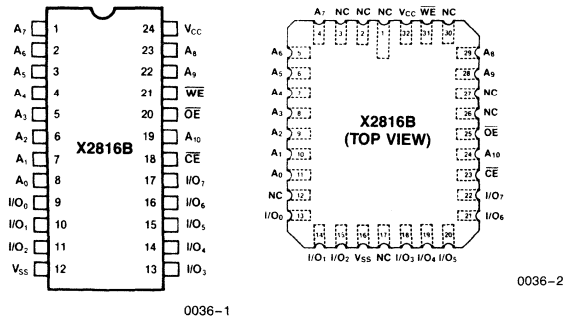 A7 1 24 VCC
A6 2 23 A8
A5 3 22 A9
A4 4 21 W̅E̅
A3 5 20 O̅E̅
A2 6 19 A10
X2816B
A1 7 18 C̅E̅
A0 8 17 I/O7
I/O0 9 16 I/O6
I/O1 10 15 I/O5
I/O2 11 14 I/O4
VSS 12 13 I/O3
0036-1
A7 NC NC NC VCC W̅E̅ NC
4 3 2 1 32 31 30
A6 5 29 A8
A5 6 28 A9
A4 7 27 NC
A3 8 26 NC
X2816B
(TOP VIEW)
A2 9 25 O̅E̅
A1 10 24 A10
A0 11 23 C̅E̅
NC 12 22 I/O7
I/O0 13 21 I/O6
14 15 16 17 18 19 20
I/O1 I/O2 VSS NC I/O3 I/O4 I/O5
0036-2